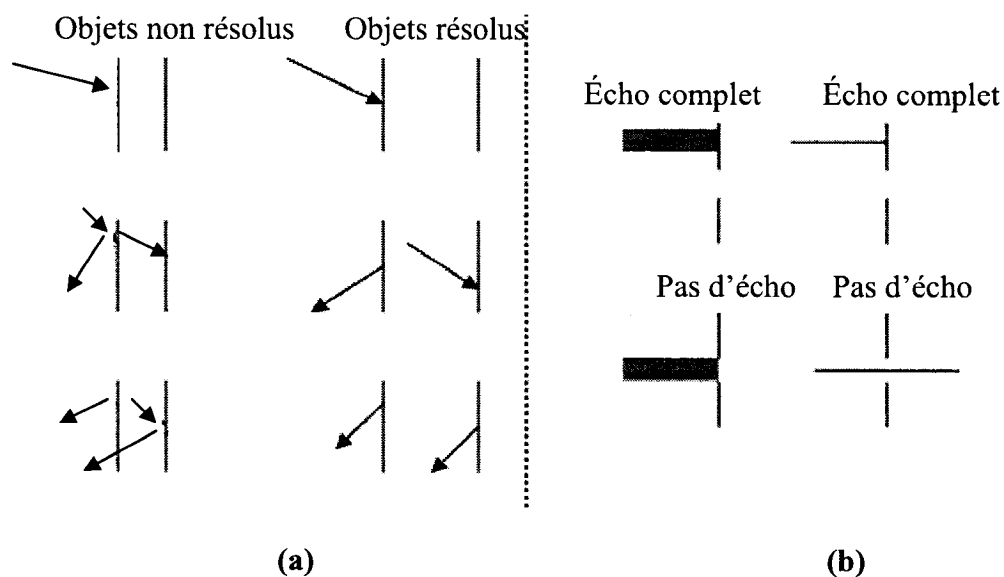 Objets non résolus
Objets résolus
Écho complet
Écho complet
Pas d'écho
Pas d'écho
(a)
(b)